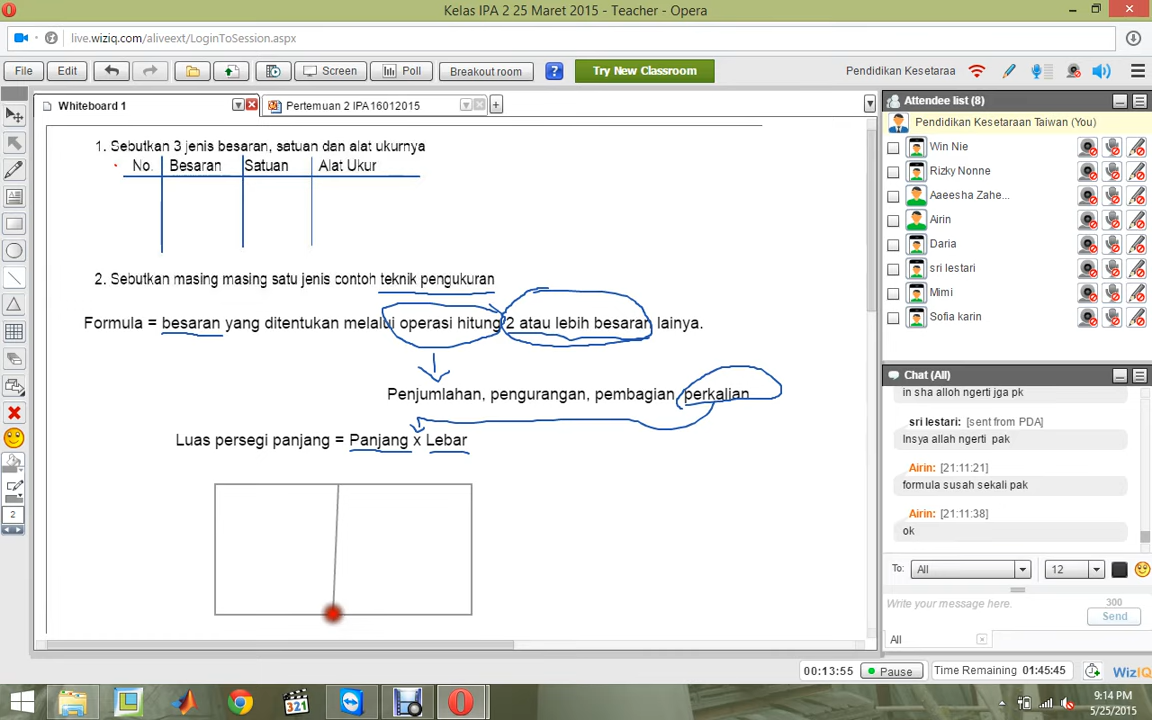 Kelas IPA 2 25 Maret 2015 - Teacher - Opera
live.wiziq.com/aliveext/LoginToSession.aspx
File Edit Screen Poll Breakout room ? Try New Classroom Pendidikan Kesetaraa
Whiteboard 1 Pertemuan 2 IPA16012015
Attendee list (8)
Pendidikan Kesetaraan Taiwan (You)
Win Nie
Rizky Nonne
Aaeesha Zahe...
Airin
Daria
sri lestari
Mimi
Sofia karin
1. Sebutkan 3 jenis besaran, satuan dan alat ukurnya
No. Besaran Satuan Alat Ukur
2. Sebutkan masing masing satu jenis contoh teknik pengukuran
Formula = besaran yang ditentukan melalui operasi hitung 2 atau lebih besaran lainya.
Penjumlahan, pengurangan, pembagian, perkalian
Luas persegi panjang = Panjang x Lebar
2
Chat (All)
in sha alloh ngerti jga pk
sri lestari: [sent from PDA]
Insya allah ngerti pak
Airin: [21:11:21]
formula susah sekali pak
Airin: [21:11:38]
ok
To: All 12
Write your message here. 300
Send
All
00:13:55 Pause Time Remaining 01:45:45 WizIQ
321
9:14 PM
5/25/2015